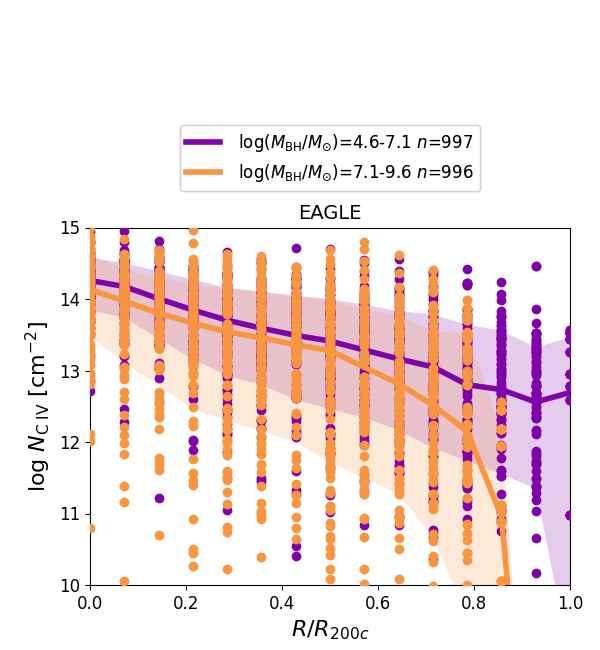 log(M_BH/M_⊙)=4.6-7.1 n=997
log(M_BH/M_⊙)=7.1-9.6 n=996
EAGLE
15
14
13
12
11
10
log N_C IV [cm⁻²]
0.0 0.2 0.4 0.6 0.8 1.0
R/R_200c